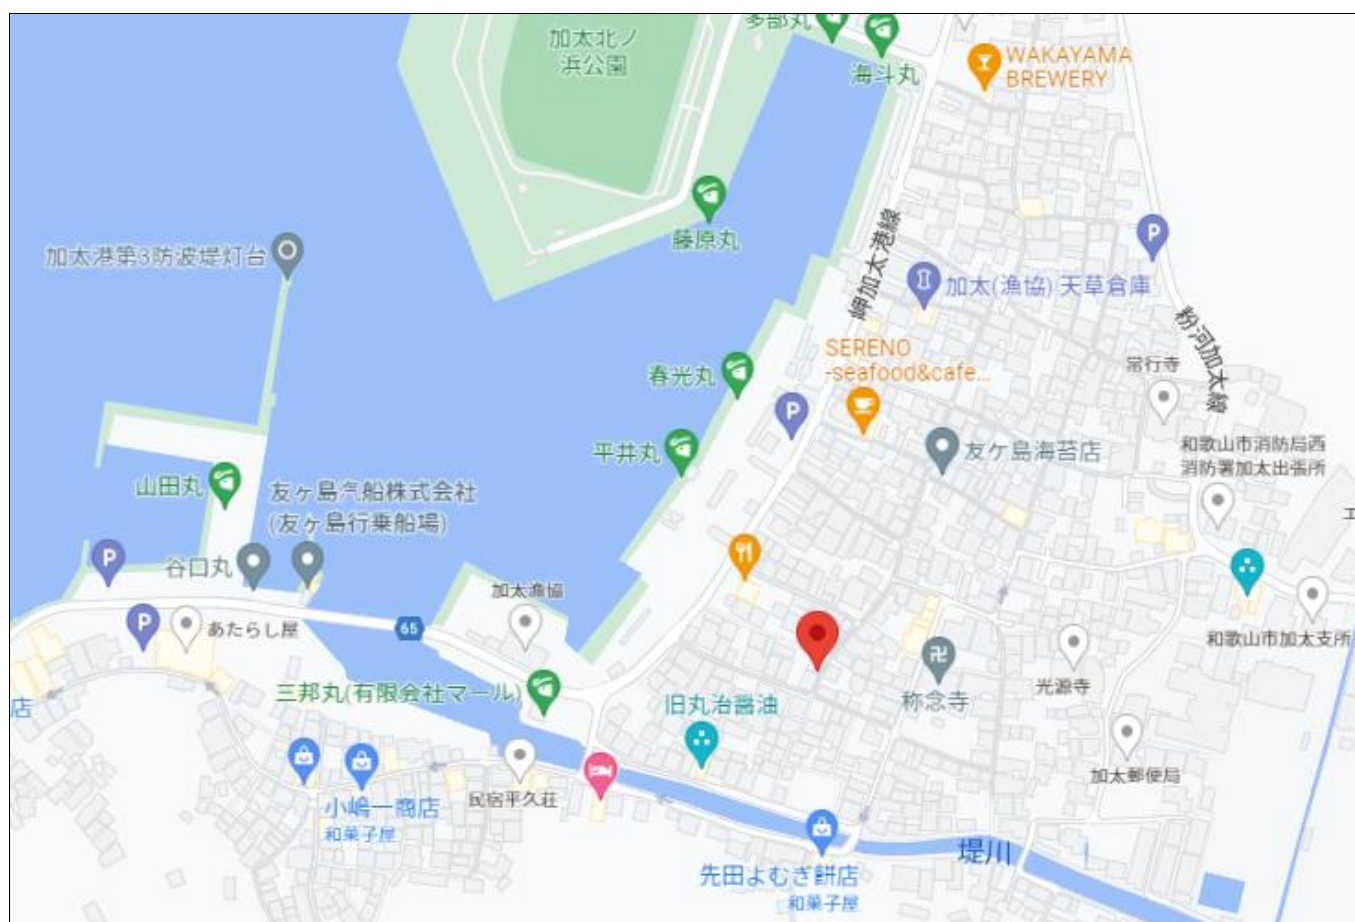 多部丸
加太北ノ
浜公園
海斗丸
WAKAYAMA
BREWERY
藤原丸
岬加太港線
加太港第3防波堤灯台
P
加太(漁協) 天草倉庫
粉河加太線
SERENO
-seafood&cafe...
常行寺
春光丸
P
和歌山市消防局西
消防署加太出張所
平井丸
友ケ島海苔店
山田丸
友ヶ島汽船株式会社
(友ヶ島行乗船場)
エ
P
谷口丸
加太漁協
P
あたらし屋
65
卍
和歌山市加太支所
三邦丸(有限会社マール)
光源寺
称念寺
店
旧丸治醤油
加太郵便局
小嶋一商店
和菓子屋
民宿平久荘
堤川
先田よむぎ餅店
和菓子屋